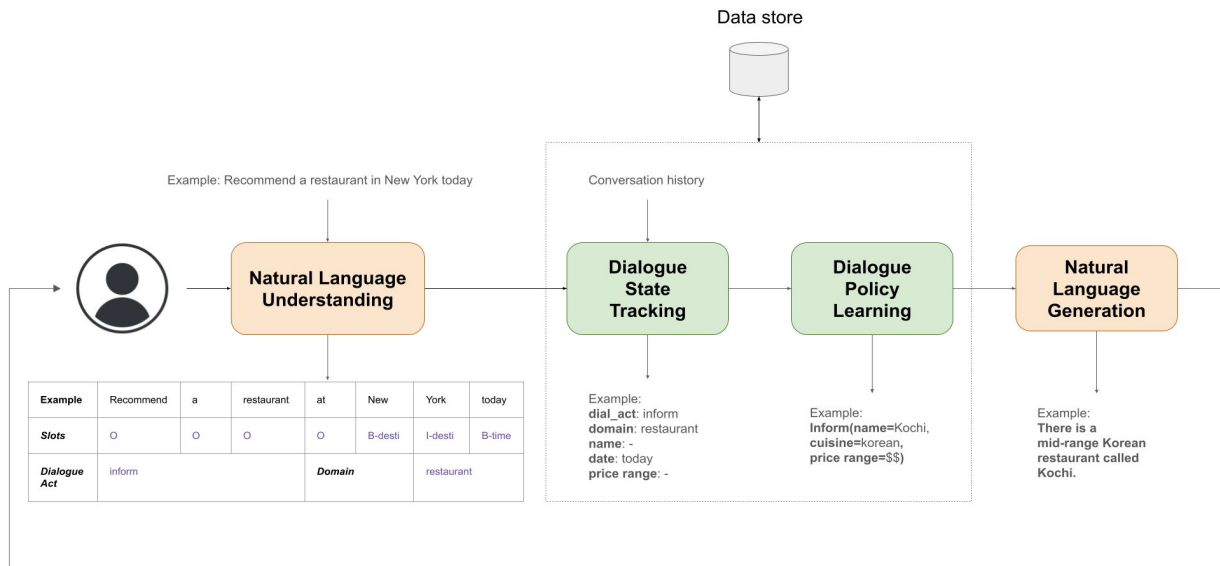 Data store
Example: Recommend a restaurant in New York today
Conversation history
Natural Language
Understanding
Dialogue
State
Tracking
Dialogue
Policy
Learning
Natural
Language
Generation
Example Recommend a restaurant at New York today
Slots O O O O B-desti I-desti B-time
Dialogue
Act
inform
Domain
restaurant
Example:
dial_act: inform
domain: restaurant
name: -
date: today
price range: -
Example:
Inform(name=Kochi,
cuisine=korean,
price range=$$)
Example:
There is a
mid-range Korean
restaurant called
Kochi.